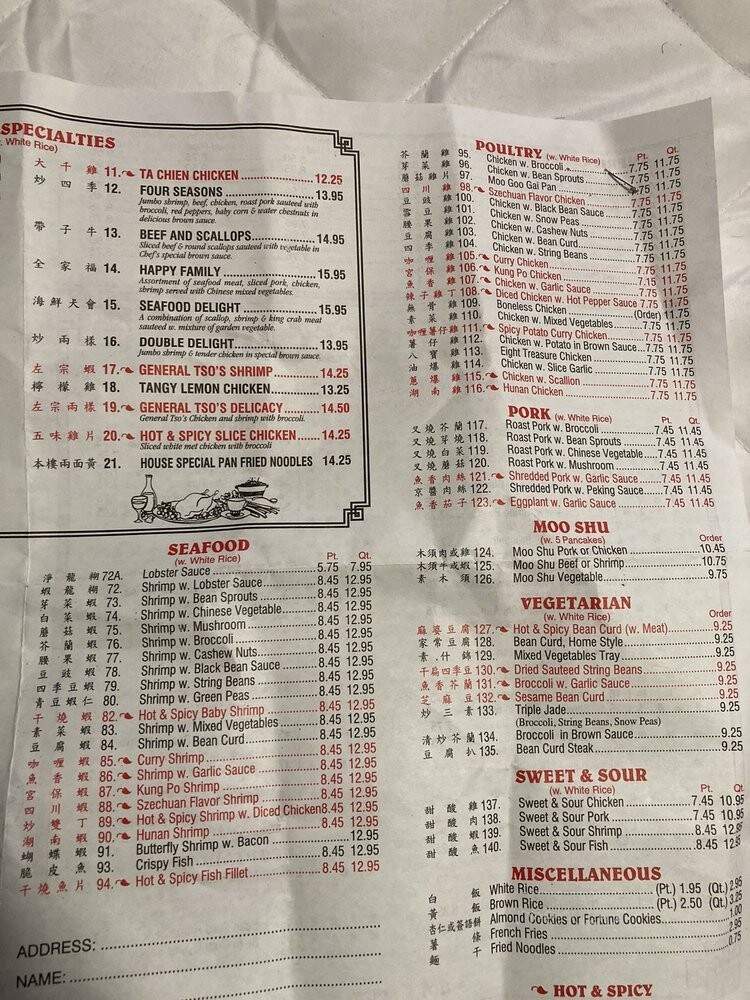 SPECIALTIES
White Rice)
大千雞 11. TA CHIEN CHICKEN 12.25
炒四季 12. FOUR SEASONS 13.95
Jumbo shrimp, beef, chicken, roast pork sauteed with
broccoli, red peppers, baby corn & water chestnuts in
delicious brown sauce.
帶子牛 13. BEEF AND SCALLOPS 14.95
Sliced beef & round scallops sauteed with vegetable in
Chef's special brown sauce.
全家福 14. HAPPY FAMILY 15.95
Assortment of seafood meat, sliced pork, chicken,
shrimp served with Chinese mixed vegetables.
海鮮大會 15. SEAFOOD DELIGHT 15.95
A combination of scallop, shrimp & king crab meat
sauteed w. mixture of garden vegetable.
炒兩樣 16. DOUBLE DELIGHT 13.95
Jumbo shrimp & tender chicken in special brown sauce.
左宗蝦 17. GENERAL TSO'S SHRIMP 14.25
檸檬雞 18. TANGY LEMON CHICKEN 13.25
左宗兩樣 19. GENERAL TSO'S DELICACY 14.50
General Tso's Chicken and shrimp with broccoli.
五味雞片 20. HOT & SPICY SLICE CHICKEN 14.25
Sliced white met chicken with broccoli
本樓兩面黃 21. HOUSE SPECIAL PAN FRIED NOODLES 14.25
SEAFOOD
(w. White Rice)
Pt. Qt.
淨龍糊 72A. Lobster Sauce 5.75 7.95
蝦龍糊 72. Shrimp w. Lobster Sauce 8.45 12.95
芽菜蝦 73. Shrimp w. Bean Sprouts 8.45 12.95
白菜蝦 74. Shrimp w. Chinese Vegetable 8.45 12.95
蘑菇蝦 75. Shrimp w. Mushroom 8.45 12.95
芥蘭蝦 76. Shrimp w. Broccoli 8.45 12.95
腰果蝦 77. Shrimp w. Cashew Nuts 8.45 12.95
豆豉蝦 78. Shrimp w. Black Bean Sauce 8.45 12.95
四季豆蝦 79. Shrimp w. String Beans 8.45 12.95
青豆蝦仁 80. Shrimp w. Green Peas 8.45 12.95
干燒蝦 82. Hot & Spicy Baby Shrimp 8.45 12.95
素菜蝦 83. Shrimp w. Mixed Vegetables 8.45 12.95
豆腐蝦 84. Shrimp w. Bean Curd 8.45 12.95
咖喱蝦 85. Curry Shrimp 8.45 12.95
魚香蝦 86. Shrimp w. Garlic Sauce 8.45 12.95
宮保蝦 87. Kung Po Shrimp 8.45 12.95
四川蝦 88. Szechuan Flavor Shrimp 8.45 12.95
炒雙丁 89. Hot & Spicy Shrimp w. Diced Chicken 8.45 12.95
湖南蝦 90. Hunan Shrimp 8.45 12.95
蝴蝶蝦 91. Butterfly Shrimp w. Bacon 12.95
脆皮魚 93. Crispy Fish 8.45 12.95
干燒魚片 94. Hot & Spicy Fish Fillet 8.45 12.95
ADDRESS:
NAME:
POULTRY (w. White Rice)
Pt. Qt.
芥蘭雞 95. Chicken w. Broccoli 7.75 11.75
芽菜雞 96. Chicken w. Bean Sprouts 7.75 11.75
蘑菇雞片 97. Moo Goo Gai Pan 75 11.75
四川雞 98. Szechuan Flavor Chicken 7.75 11.75
豆豉雞 100. Chicken w. Black Bean Sauce 7.75 11.75
雪豆雞 101. Chicken w. Snow Peas 7.75 11.75
腰果雞 102. Chicken w. Cashew Nuts 7.75 11.75
豆腐雞 103. Chicken w. Bean Curd 7.75 11.75
四季雞 104. Chicken w. String Beans 7.75 11.75
咖喱雞 105. Curry Chicken 7.75 11.75
宮保雞 106. Kung Po Chicken 7.15 11.75
魚香雞 107. Chicken w. Garlic Sauce 7.75 11.75
辣子雞丁 108. Diced Chicken w. Hot Pepper Sauce 7.75 11.75
無骨雞 109. Boneless Chicken (Order) 11.75
素菜雞 110. Chicken w. Mixed Vegetables 7.75 11.75
咖喱薯仔雞 111. Spicy Potato Curry Chicken 7.75 11.75
薯仔雞 112. Chicken w. Potato in Brown Sauce 7.75 11.75
八寶雞 113. Eight Treasure Chicken 7.75 11.75
油爆雞 114. Chicken w. Slice Garlic 7.75 11.75
蔥爆雞 115. Chicken w. Scallion 7.75 11.75
湖南雞 116. Hunan Chicken 7.75 11.75
PORK (w. White Rice)
Pt. Qt.
叉燒芥蘭 117. Roast Pork w. Broccoli 7.45 11.45
叉燒芽菜 118. Roast Pork w. Bean Sprouts 7.45 11.45
叉燒白菜 119. Roast Pork w. Chinese Vegetable 7.45 11.45
叉燒蘑菇 120. Roast Pork w. Mushroom 7.45 11.45
魚香肉絲 121. Shredded Pork w. Garlic Sauce 7.45 11.45
京醬肉絲 122. Shredded Pork w. Peking Sauce 7.45 11.45
魚香茄子 123. Eggplant w. Garlic Sauce 7.45 11.45
MOO SHU
(w. 5 Pancakes) Order
木須肉或雞 124. Moo Shu Pork or Chicken 10.45
木須牛或蝦 125. Moo Shu Beef or Shrimp 10.75
素木須 126. Moo Shu Vegetable 9.75
VEGETARIAN
(w. White Rice) Order
麻婆豆腐 127. Hot & Spicy Bean Curd (w. Meat) 9.25
家常豆腐 128. Bean Curd, Home Style 9.25
素什錦 129. Mixed Vegetables Tray 9.25
干扁四季豆 130. Dried Sauteed String Beans 9.25
魚香芥蘭 131. Broccoli w. Garlic Sauce 9.25
芝麻豆 132. Sesame Bean Curd 9.25
炒三素 133. Triple Jade 9.25
(Broccoli, String Beans, Snow Peas)
清炒芥蘭 134. Broccoli in Brown Sauce 9.25
豆腐扒 135. Bean Curd Steak 9.25
SWEET & SOUR
(w. White Rice) Pt. Qt.
甜酸雞 137. Sweet & Sour Chicken 7.45 10.95
甜酸肉 138. Sweet & Sour Pork 7.45 10.95
甜酸蝦 139. Sweet & Sour Shrimp 8.45 12.95
甜酸魚 140. Sweet & Sour Fish 8.45 12.95
MISCELLANEOUS
白飯 White Rice (Pt.) 1.95 (Qt.) 2.95
黃飯 Brown Rice (Pt.) 2.50 (Qt.) 3.25
杏仁或簽語餅 Almond Cookies or Fortune Cookies 1.00
薯條 French Fries 2.95
麵干 Fried Noodles 0.75
HOT & SPICY